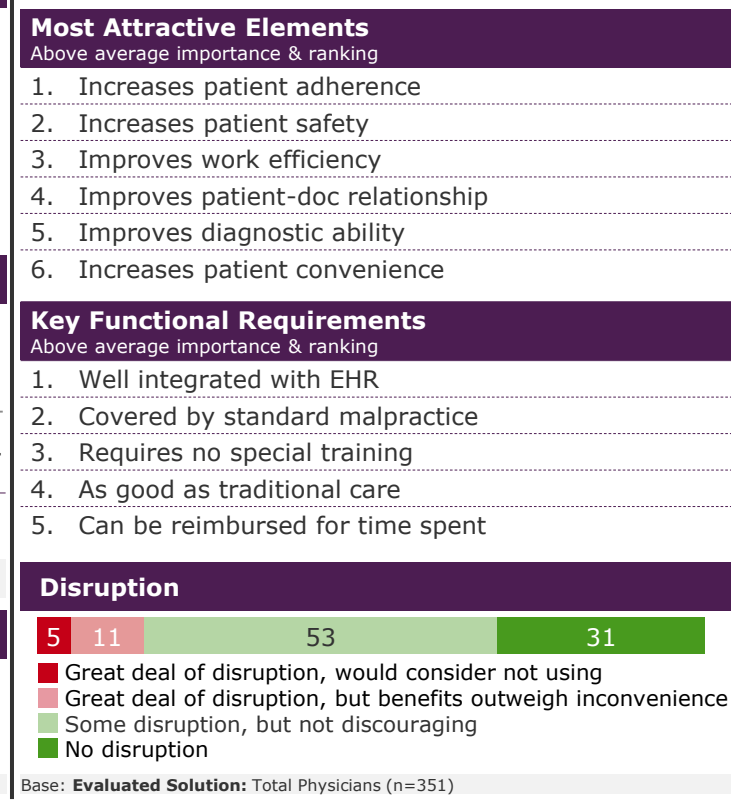 Most Attractive Elements
Above average importance & ranking
1. Increases patient adherence
2. Increases patient safety
3. Improves work efficiency
4. Improves patient-doc relationship
5. Improves diagnostic ability
6. Increases patient convenience
Key Functional Requirements
Above average importance & ranking
1. Well integrated with EHR
2. Covered by standard malpractice
3. Requires no special training
4. As good as traditional care
5. Can be reimbursed for time spent
Disruption
5 11 53 31
Great deal of disruption, would consider not using
Great deal of disruption, but benefits outweigh inconvenience
Some disruption, but not discouraging
No disruption
Base: Evaluated Solution: Total Physicians (n=351)